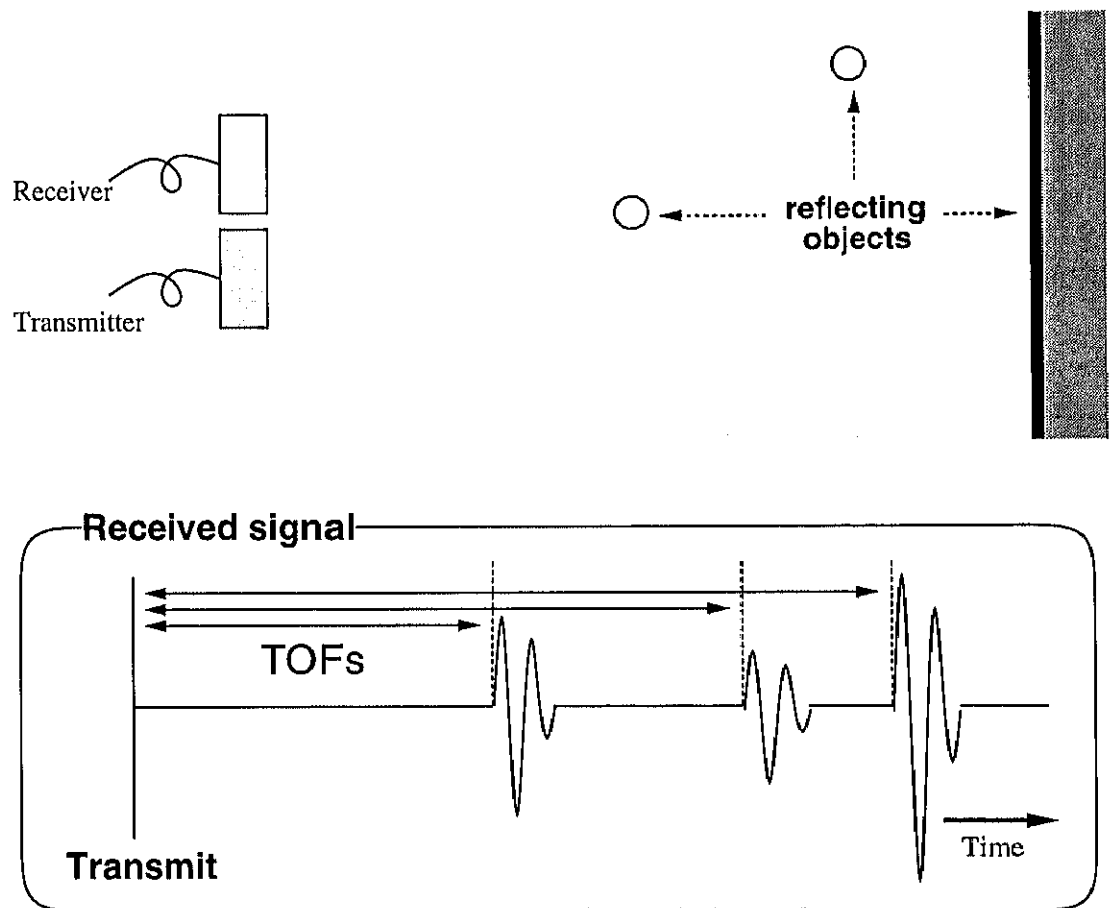 Receiver
reflecting
objects
Transmitter
Received signal
TOFs
Time
Transmit